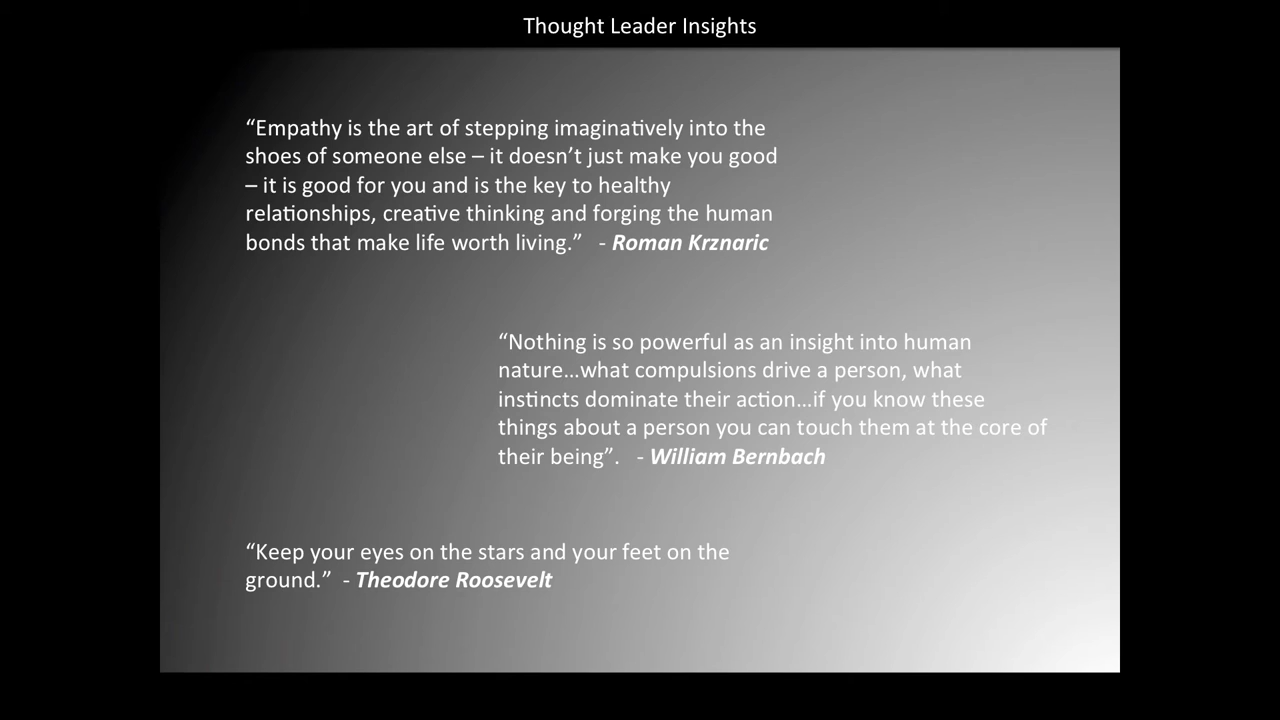 Thought Leader Insights
“Empathy is the art of stepping imaginatively into the
shoes of someone else – it doesn’t just make you good
– it is good for you and is the key to healthy
relationships, creative thinking and forging the human
bonds that make life worth living.” - Roman Krznaric
“Nothing is so powerful as an insight into human
nature…what compulsions drive a person, what
instincts dominate their action…if you know these
things about a person you can touch them at the core of
their being”. - William Bernbach
“Keep your eyes on the stars and your feet on the
ground.” - Theodore Roosevelt